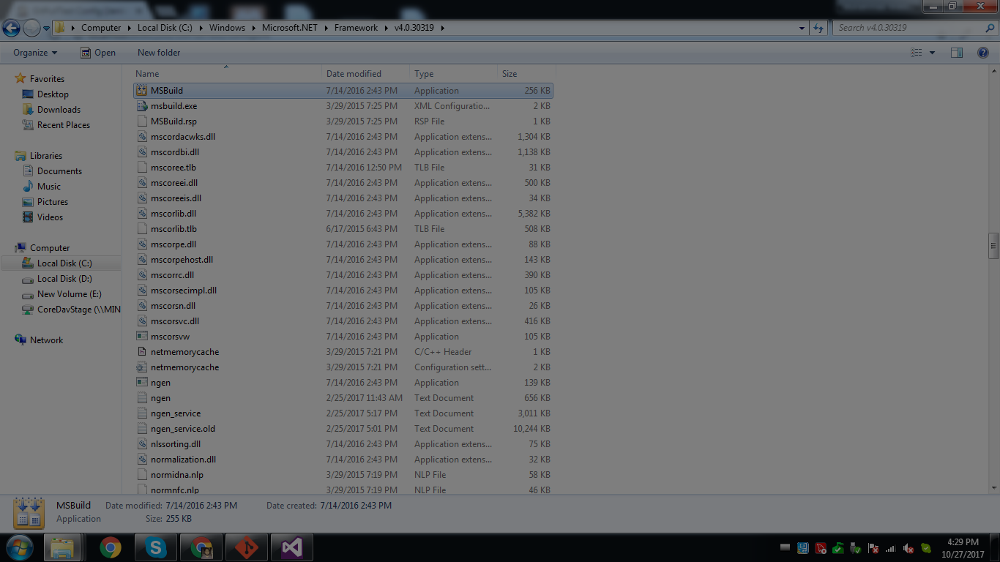 Computer Local Disk (C:) Windows Microsoft.NET Framework v4.0.30319 Search v4.0.30319
Organize Open New folder
Name Date modified Type Size
Favorites
Desktop
Downloads
Recent Places
Libraries
Documents
Music
Pictures
Videos
Computer
Local Disk (C:)
Local Disk (D:)
New Volume (E:)
CoreDavStage (\\MIN
Network
MSBuild 7/14/2016 2:43 PM Application 256 KB
msbuild.exe 3/29/2015 7:25 PM XML Configuratio... 2 KB
MSBuild.rsp 3/29/2015 7:25 PM RSP File 1 KB
mscordacwks.dll 7/14/2016 2:43 PM Application extens... 1,304 KB
mscordbi.dll 7/14/2016 2:43 PM Application extens... 1,138 KB
mscoree.tlb 7/14/2016 12:50 PM TLB File 31 KB
mscoreei.dll 7/14/2016 2:43 PM Application extens... 500 KB
mscoreeis.dll 7/14/2016 2:43 PM Application extens... 34 KB
mscorlib.dll 7/14/2016 2:43 PM Application extens... 5,382 KB
mscorlib.tlb 6/17/2015 6:43 PM TLB File 508 KB
mscorpe.dll 7/14/2016 2:43 PM Application extens... 88 KB
mscorpehost.dll 7/14/2016 2:43 PM Application extens... 143 KB
mscorrc.dll 7/14/2016 2:43 PM Application extens... 390 KB
mscorsecimpl.dll 7/14/2016 2:43 PM Application extens... 105 KB
mscorsn.dll 7/14/2016 2:43 PM Application extens... 26 KB
mscorsvc.dll 7/14/2016 2:43 PM Application extens... 416 KB
mscorsvw 7/14/2016 2:43 PM Application 105 KB
netmemorycache 3/29/2015 7:21 PM C/C++ Header 1 KB
netmemorycache 3/29/2015 7:21 PM Configuration sett... 2 KB
ngen 7/14/2016 2:43 PM Application 139 KB
ngen 2/25/2017 11:43 AM Text Document 656 KB
ngen_service 2/25/2017 5:17 PM Text Document 3,011 KB
ngen_service.old 2/25/2017 5:01 PM Text Document 10,244 KB
nlssorting.dll 7/14/2016 2:43 PM Application extens... 75 KB
normalization.dll 7/14/2016 2:43 PM Application extens... 32 KB
normidna.nlp 3/29/2015 7:19 PM NLP File 58 KB
normnfc.nlp 3/29/2015 7:19 PM NLP File 46 KB
MSBuild Date modified: 7/14/2016 2:43 PM Date created: 7/14/2016 2:43 PM
Application Size: 255 KB
4:29 PM
10/27/2017